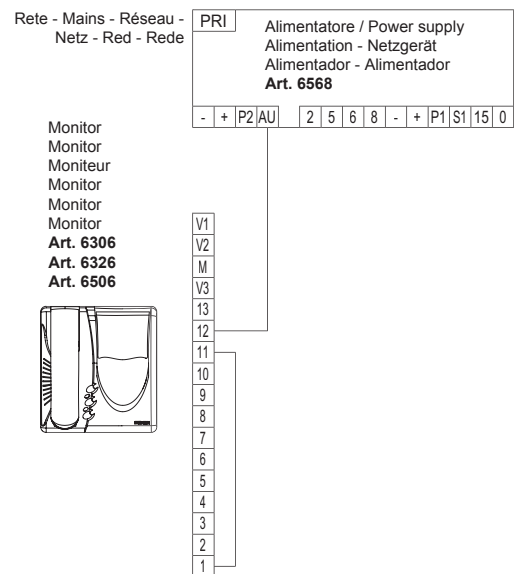 Rete - Mains - Réseau -
Netz - Red - Rede
PRI
Alimentatore / Power supply
Alimentation - Netzgerät
Alimentador - Alimentador
Art. 6568
- + P2 AU 2 5 6 8 - + P1 S1 15 0
Monitor
Monitor
Moniteur
Monitor
Monitor
Monitor
Art. 6306
Art. 6326
Art. 6506
V1
V2
M
V3
13
12
11
10
9
8
7
6
5
4
3
2
1